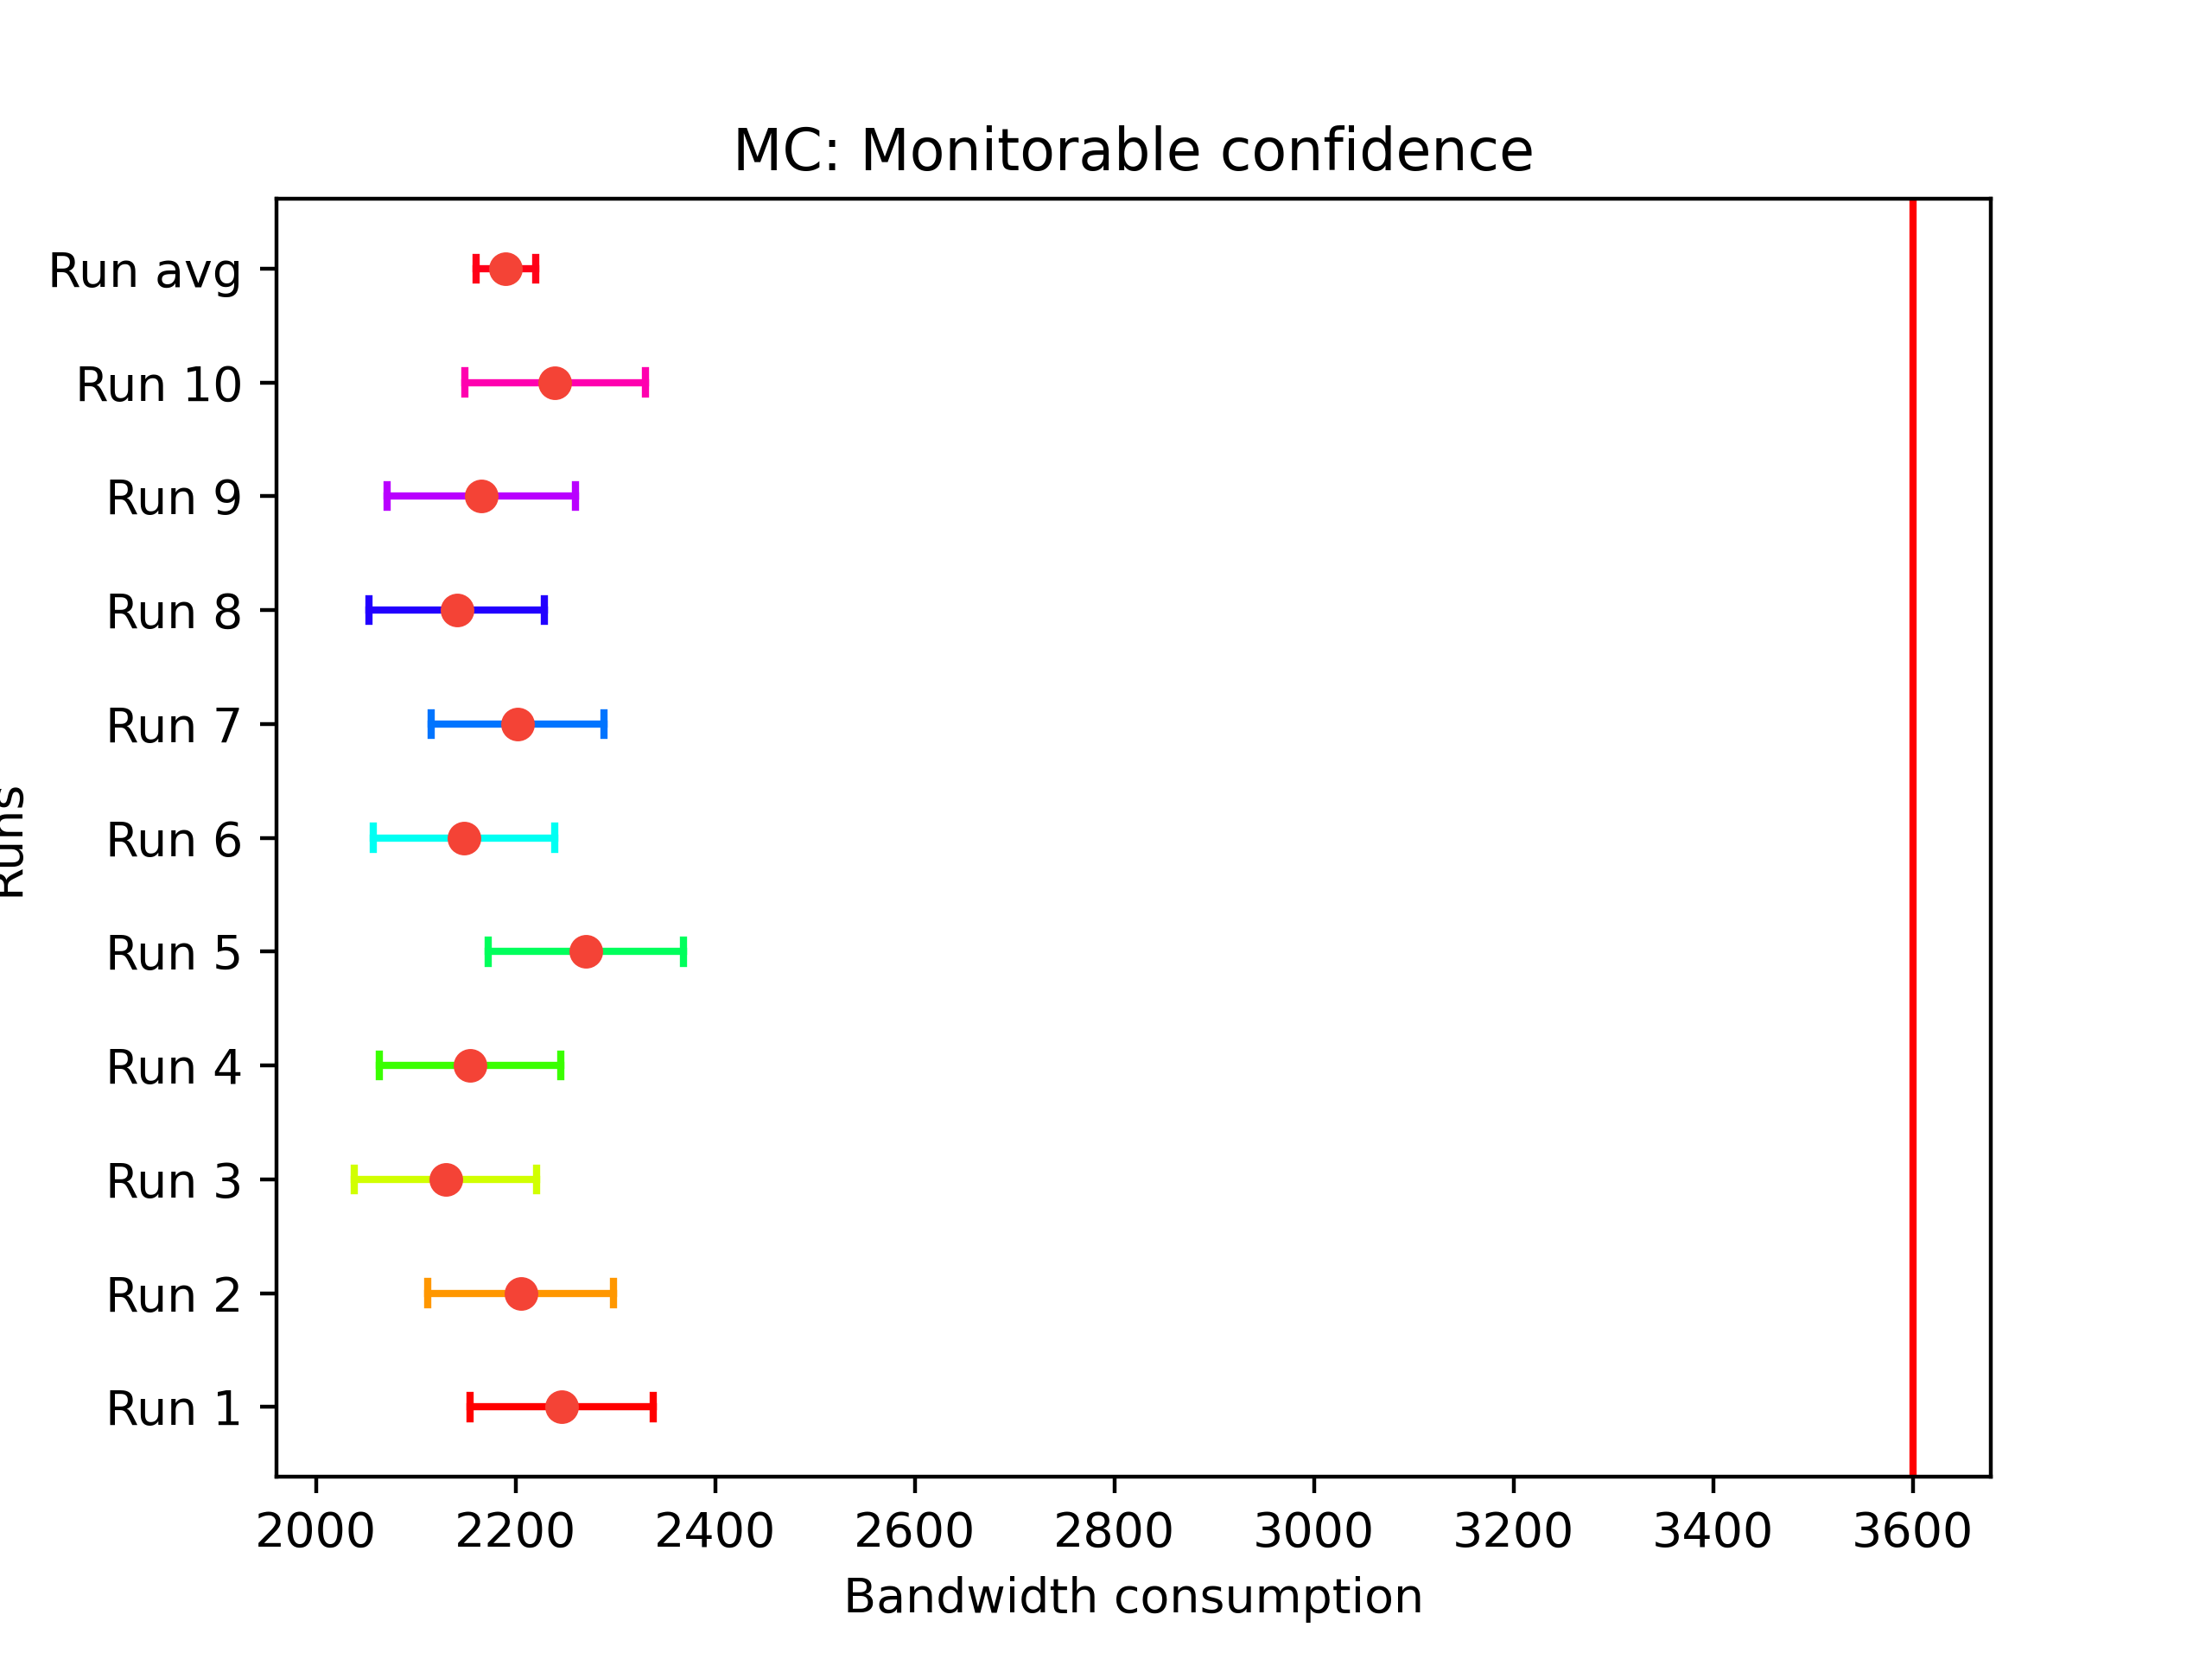 MC: Monitorable confidence
Run avg
Run 10
Run 9
Run 8
Run 7
Run 6
Run 5
Run 4
Run 3
Run 2
Run 1
Runs
2000 2200 2400 2600 2800 3000 3200 3400 3600
Bandwidth consumption